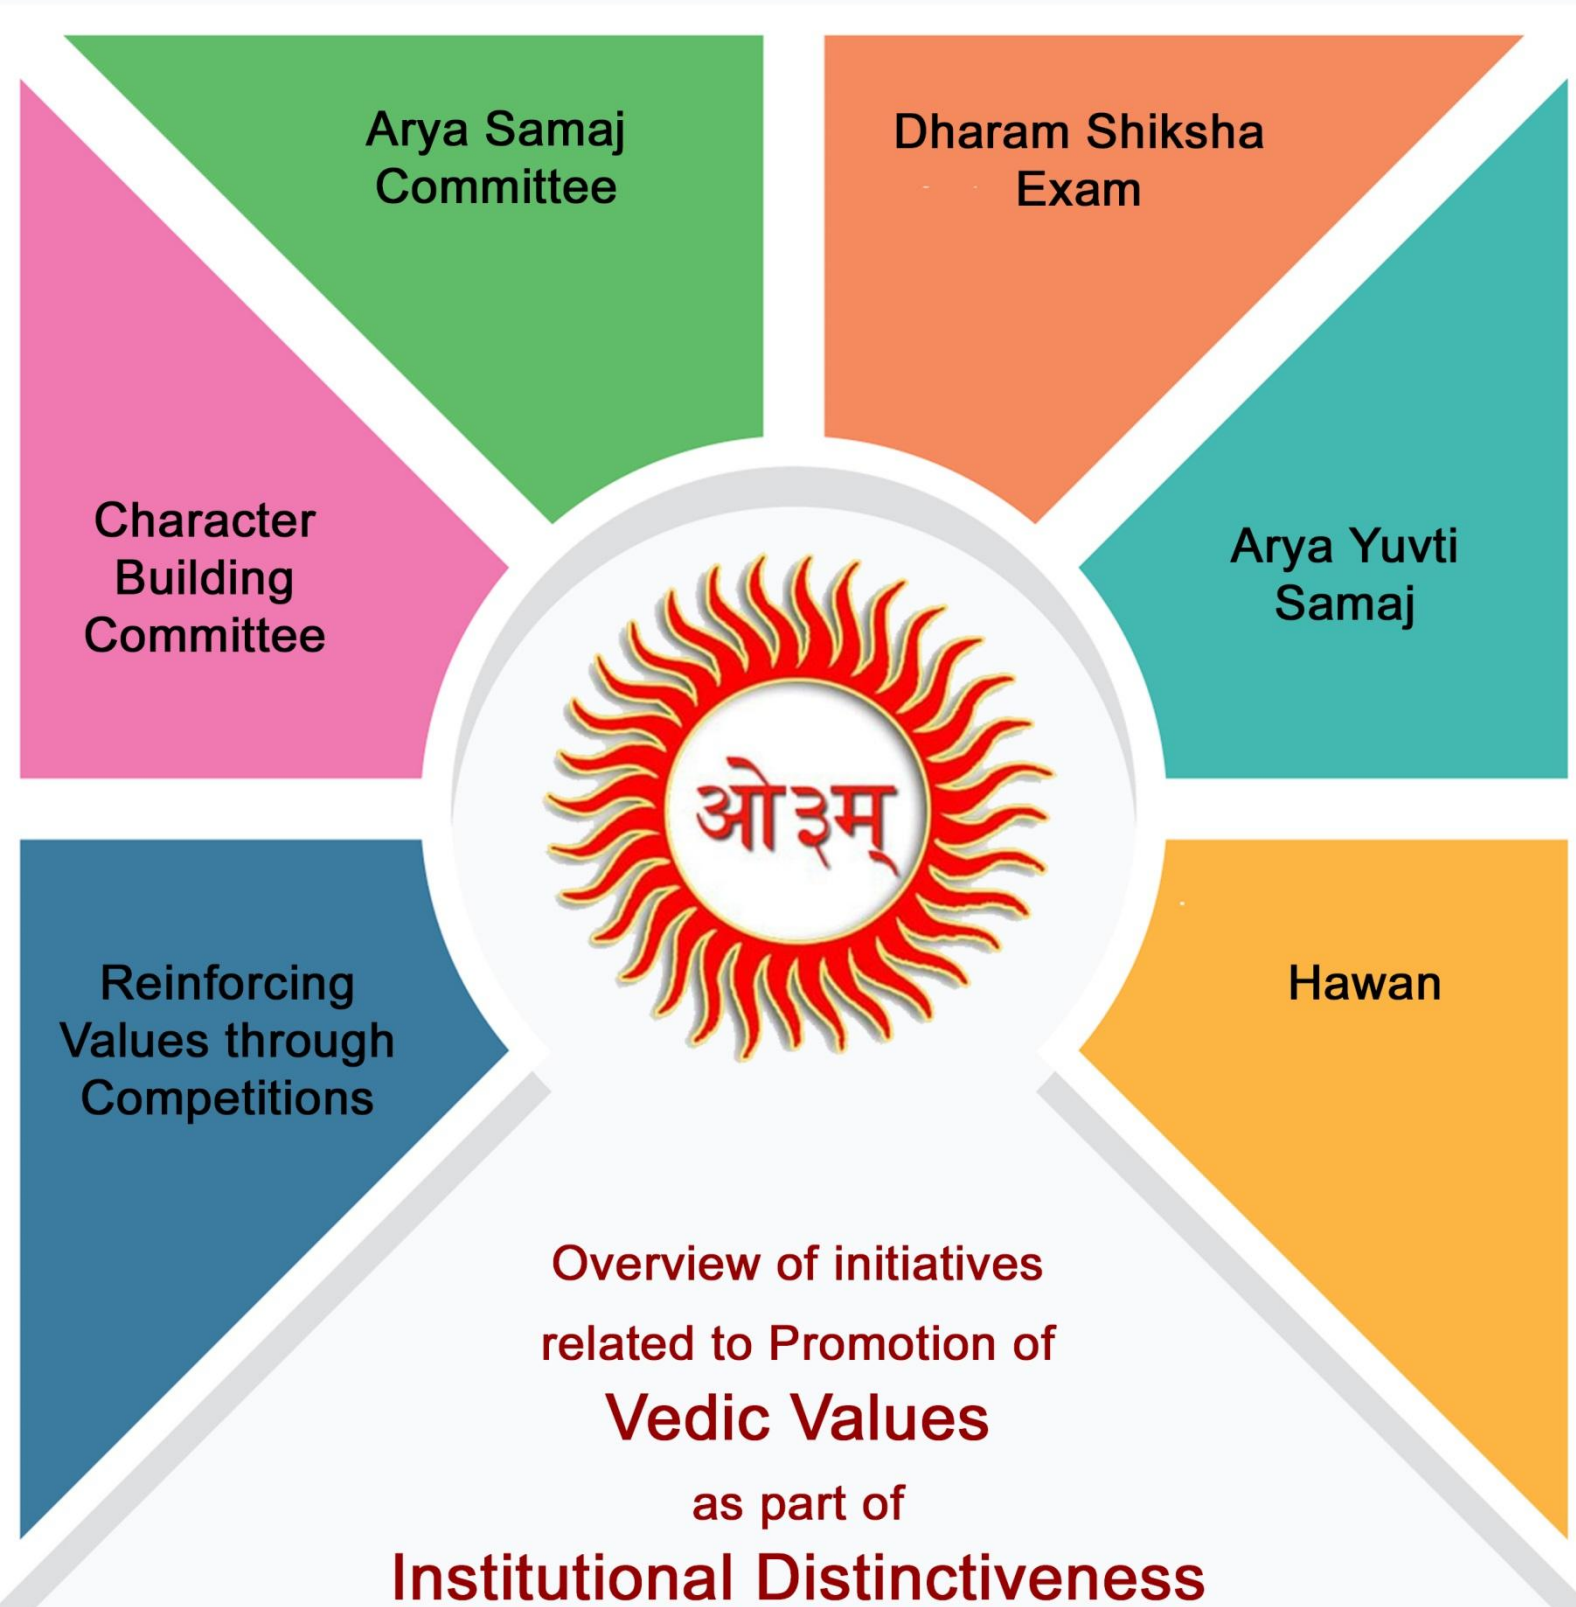 Arya Samaj
Committee
Dharam Shiksha
Exam
Character
Building
Committee
Arya Yuvti
Samaj
ओ३म्
Reinforcing
Values through
Competitions
Hawan
Overview of initiatives
related to Promotion of
Vedic Values
as part of
Institutional Distinctiveness